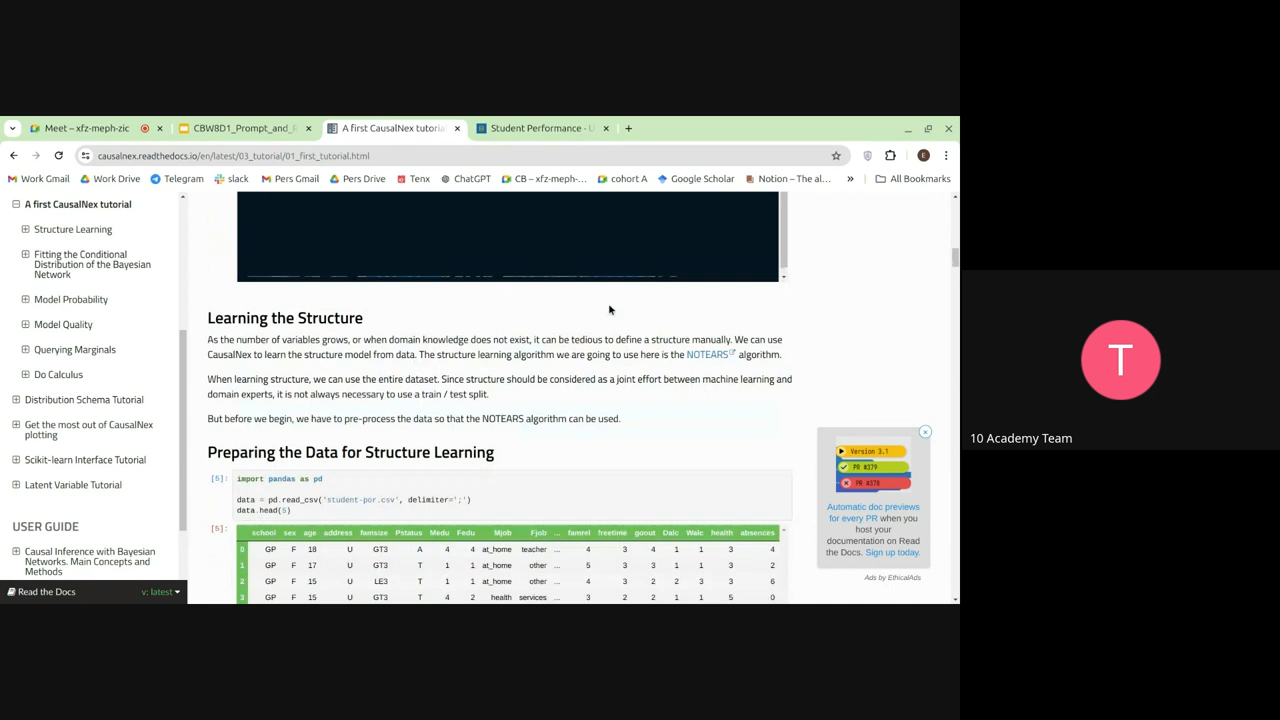 Meet – xfz-meph-zic
CBW8D1_Prompt_and_R
A first CausalNex tutoria
Student Performance - U
causalnex.readthedocs.io/en/latest/03_tutorial/01_first_tutorial.html
E
Work Gmail Work Drive Telegram slack Pers Gmail Pers Drive Tenx ChatGPT CB – xfz-meph-... cohort A Google Scholar Notion – The al... » All Bookmarks
A first CausalNex tutorial
Structure Learning
Fitting the Conditional
Distribution of the Bayesian
Network
Model Probability
Model Quality
Querying Marginals
Do Calculus
Distribution Schema Tutorial
Get the most out of CausalNex
plotting
Scikit-learn Interface Tutorial
Latent Variable Tutorial
USER GUIDE
Causal Inference with Bayesian
Networks. Main Concepts and
Methods
Read the Docs v: latest
Learning the Structure
As the number of variables grows, or when domain knowledge does not exist, it can be tedious to define a structure manually. We can use
CausalNex to learn the structure model from data. The structure learning algorithm we are going to use here is the NOTEARS algorithm.
When learning structure, we can use the entire dataset. Since structure should be considered as a joint effort between machine learning and
domain experts, it is not always necessary to use a train / test split.
But before we begin, we have to pre-process the data so that the NOTEARS algorithm can be used.
Preparing the Data for Structure Learning
[5]: import pandas as pd
data = pd.read_csv('student-por.csv', delimiter=';')
data.head(5)
[5]: school sex age address famsize Pstatus Medu Fedu Mjob Fjob ... famrel freetime goout Dalc Walc health absences
0 GP F 18 U GT3 A 4 4 at_home teacher ... 4 3 4 1 1 3 4
1 GP F 17 U GT3 T 1 1 at_home other ... 5 3 3 1 1 3 2
2 GP F 15 U LE3 T 1 1 at_home other ... 4 3 2 2 3 3 6
3 GP F 15 U GT3 T 4 2 health services ... 3 2 2 1 1 5 0
Version 3.1
PR #379
PR #378
Automatic doc previews
for every PR when you
host your
documentation on Read
the Docs. Sign up today.
Ads by EthicalAds
T
10 Academy Team